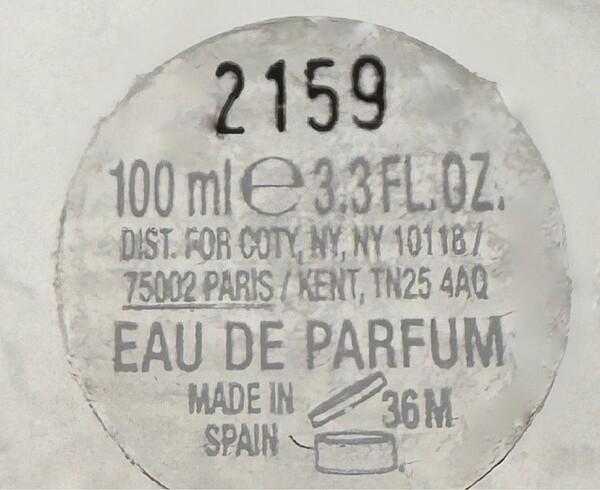 2159
100 ml ℮ 3.3 FL.OZ.
DIST. FOR COTY, NY, NY 10118 /
75002 PARIS / KENT, TN25 4AQ
EAU DE PARFUM
MADE IN 36 M
SPAIN